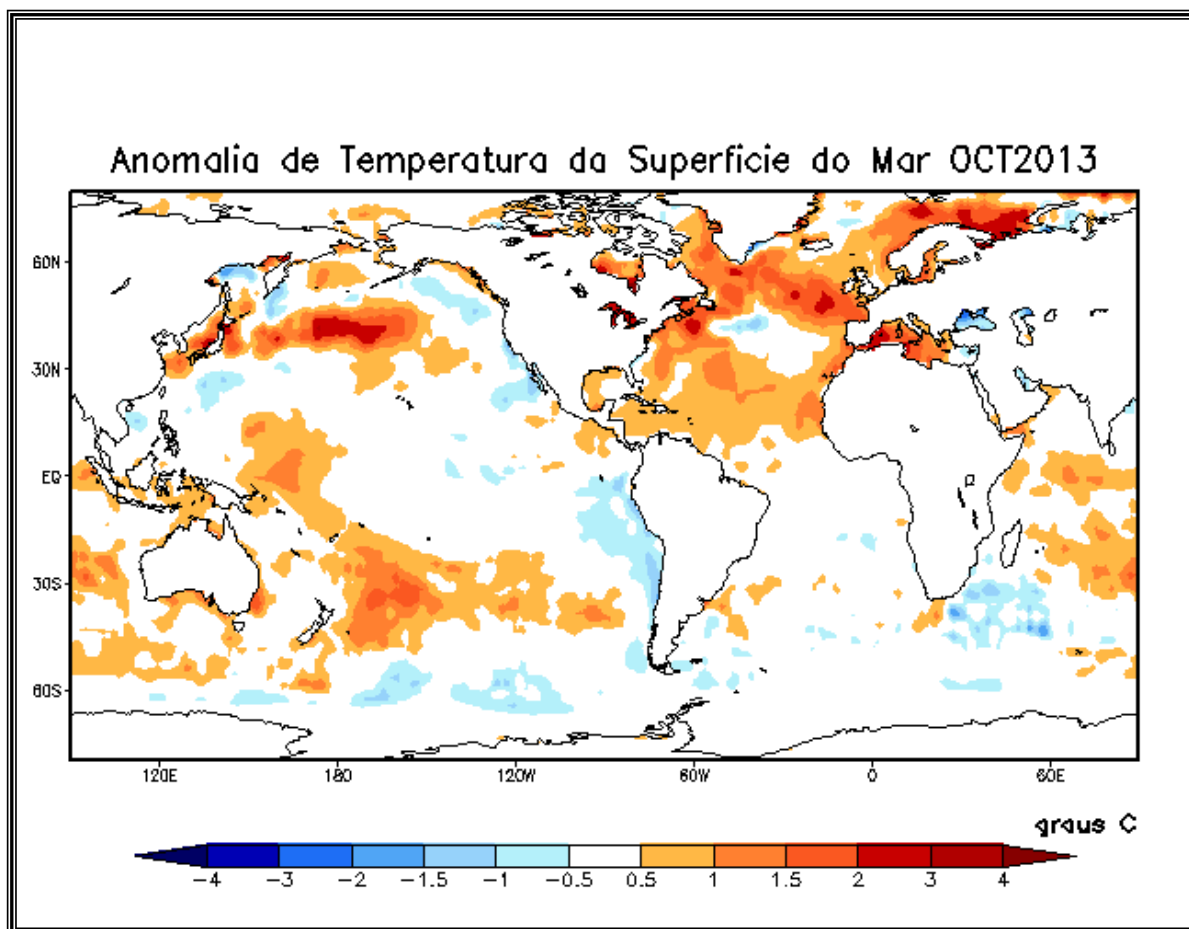 Anomalia de Temperatura da Superficie do Mar OCT2013
60N
30N
EQ
30S
60S
120E 180 120W 60W 0 60E
graus C
-4 -3 -2 -1.5 -1 -0.5 0.5 1 1.5 2 3 4